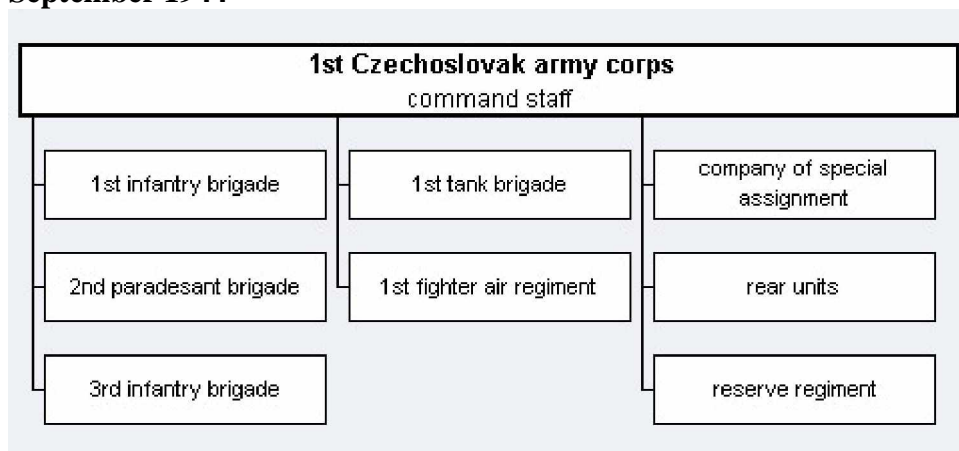 September 1944
1st Czechoslovak army corps
command staff
1st infantry brigade
2nd paradesant brigade
3rd infantry brigade
1st tank brigade
1st fighter air regiment
company of special
assignment
rear units
reserve regiment